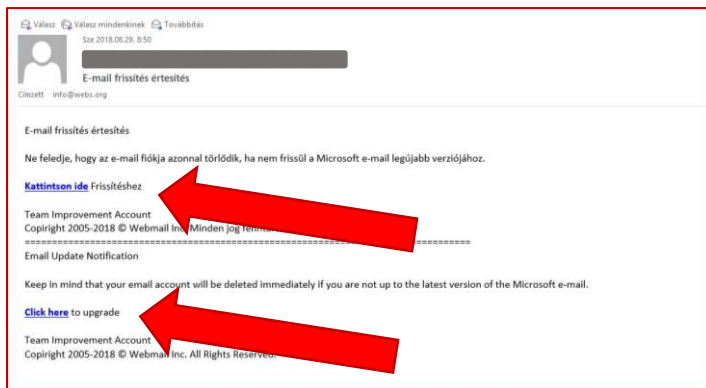 Válasz Válasz mindenkinek Továbbítás
Sze 2018.08.29. 8:50
E-mail frissítés értesítés
Címzett info@webs.org
E-mail frissítés értesítés
Ne feledje, hogy az e-mail fiókja azonnal törlődik, ha nem frissül a Microsoft e-mail legújabb verziójához.
Kattintson ide Frissítéshez
Team Improvement Account
Copiright 2005-2018 © Webmail Inc. Minden jog
===============================================================================
Email Update Notification
Keep in mind that your email account will be deleted immediately if you are not up to the latest version of the Microsoft e-mail.
Click here to upgrade
Team Improvement Account
Copiright 2005-2018 © Webmail Inc. All Rights Reserved.